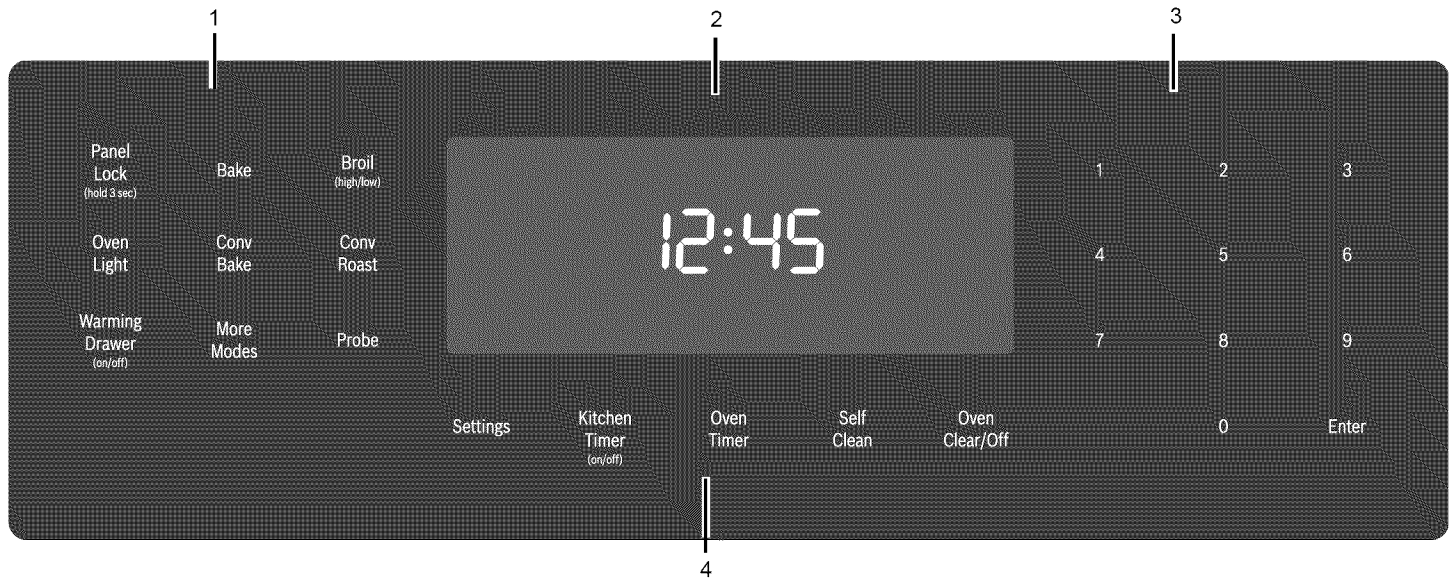 1
2
3
Panel
Lock
(hold 3 sec)
Bake
Broil
(high/low)
Oven
Light
Conv
Bake
Conv
Roast
Warming
Drawer
(on/off)
More
Modes
Probe
12:45
1 2 3
4 5 6
7 8 9
Settings
Kitchen
Timer
(on/off)
Oven
Timer
Self
Clean
Oven
Clear/Off
0 Enter
4